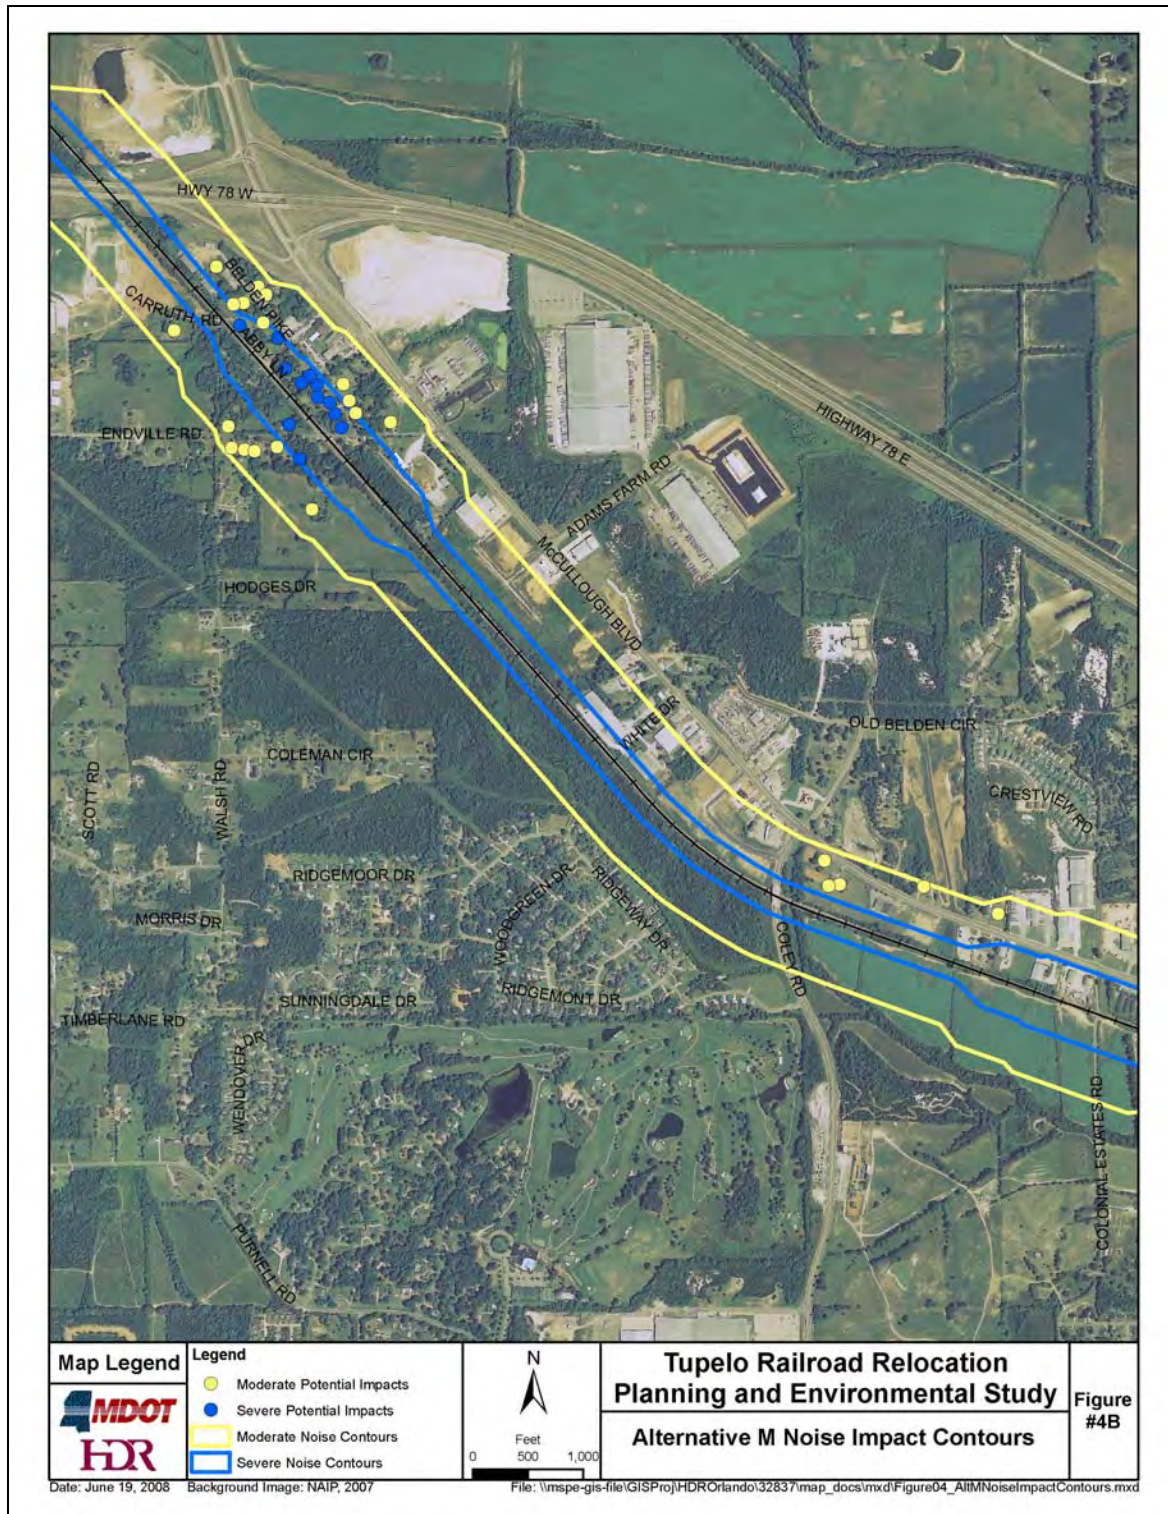 HWY 78 W
BELDEN PIKE
CARRUTH RD
ABBY LN
ENDVILLE RD
HIGHWAY 78 E
ADAMS FARM RD
McCULLOUGH BLVD
HODGES DR
WHITE DR
OLD BELDEN CIR
COLEMAN CIR
SCOTT RD
WALSH RD
CRESTVIEW RD
RIDGEMOOR DR
WOODGREEN DR
RIDGEWAY DR
MORRIS DR
COLEY RD
SUNNINGDALE DR
RIDGEMONT DR
TIMBERLANE RD
WENDOVER DR
COLONIAL ESTATES RD
PURNELL RD
Map Legend
MDOT
HDR
Legend
Moderate Potential Impacts
Severe Potential Impacts
Moderate Noise Contours
Severe Noise Contours
N
Feet
0 500 1,000
Tupelo Railroad Relocation
Planning and Environmental Study
Alternative M Noise Impact Contours
Figure
#4B
Date: June 19, 2008 Background Image: NAIP, 2007 File: \\mspe-gis-file\GISProj\HDROrlando\32837\map_docs\mxd\Figure04_AltMNoiseImpactContours.mxd